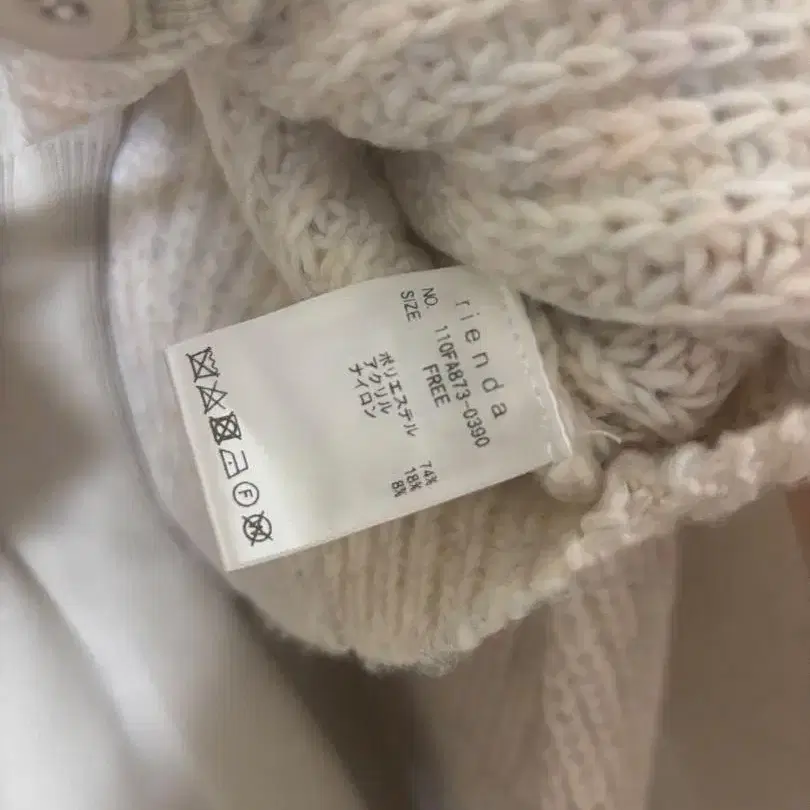 rienda
NO. 110FA873-0390
SIZE FREE
ポリエステル 74%
アクリル 18%
ナイロン 8%
F